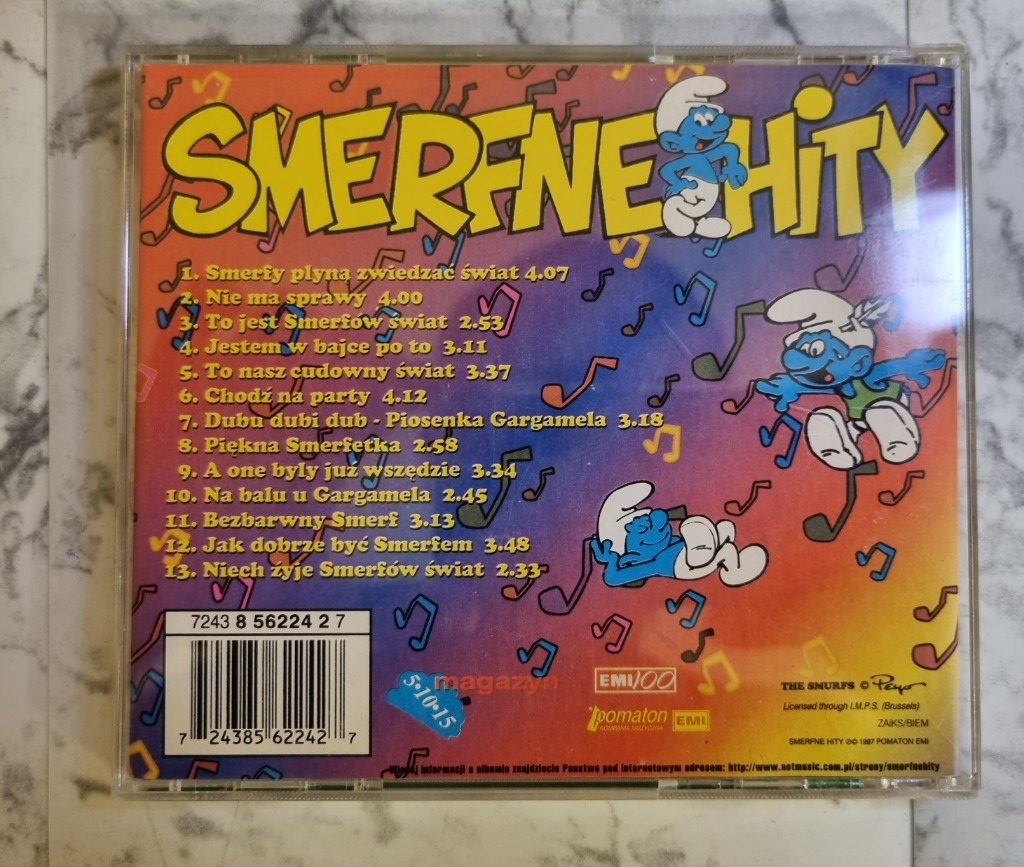 SMERFNE HiTY
1. Smerfy płyną zwiedzać świat 4.07
2. Nie ma sprawy 4.00
3. To jest Smerfów świat 2.53
4. Jestem w bajce po to 3.11
5. To nasz cudowny świat 3.37
6. Chodź na party 4.12
7. Dubu dubi dub - Piosenka Gargamela 3.18
8. Piękna Smerfetka 2.58
9. A one były już wszędzie 3.34
10. Na balu u Gargamela 2.45
11. Bezbarwny Smerf 3.13
12. Jak dobrze być Smerfem 3.48
13. Niech żyje Smerfów świat 2.33
7243 8 56224 2 7
7 24385 62242 7
5·10·15
magazyn
EMI 100
pomaton EMI
THE SMURFS © Peyo
Licensed through I.M.P.S. (Brussels)
ZAiKS/BIEM
SMERFNE HITY ℗© 1997 POMATON EMI
Więcej informacji o albumie znajdziecie Państwo pod internetowym adresem: http://www.netmusic.com.pl/strony/smerfnehity